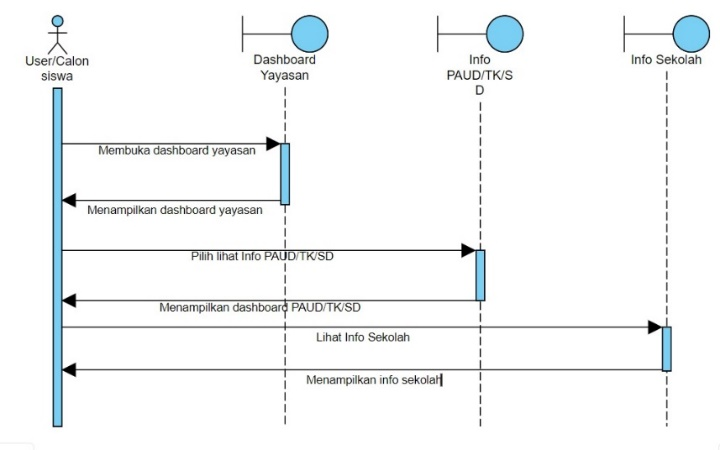 User/Calon
siswa
Dashboard
Yayasan
Info
PAUD/TK/S
D
Info Sekolah
Membuka dashboard yayasan
Menampilkan dashboard yayasan
Pilih lihat Info PAUD/TK/SD
Menampilkan dashboard PAUD/TK/SD
Lihat Info Sekolah
Menampilkan info sekolah